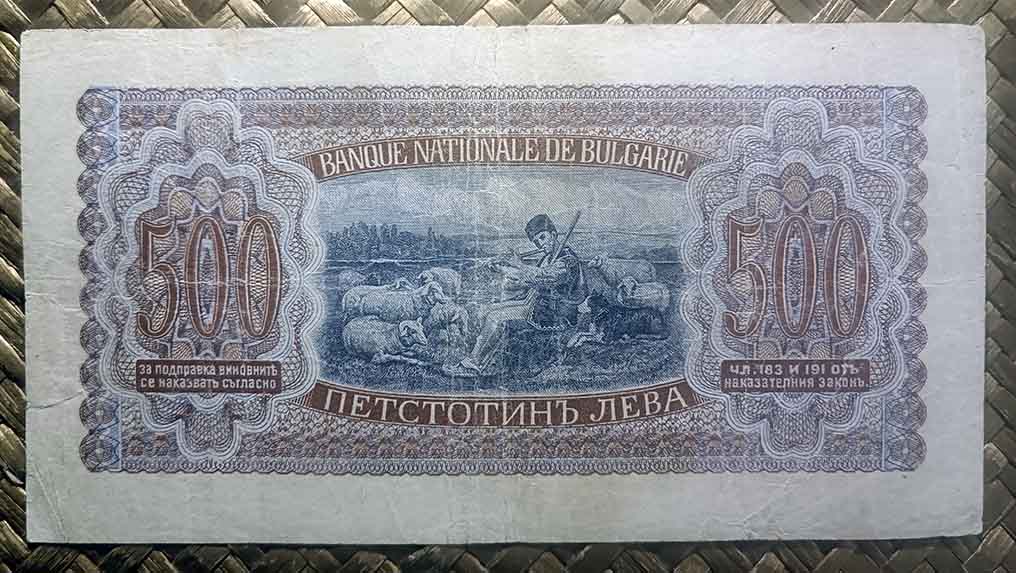 BANQUE NATIONALE DE BULGARIE
500
500
за подправка виновнитѣ
се наказватъ съгласно
чл. 183 и 191 отъ
наказателния законъ.
ПЕТСТОТИНЪ ЛЕВА